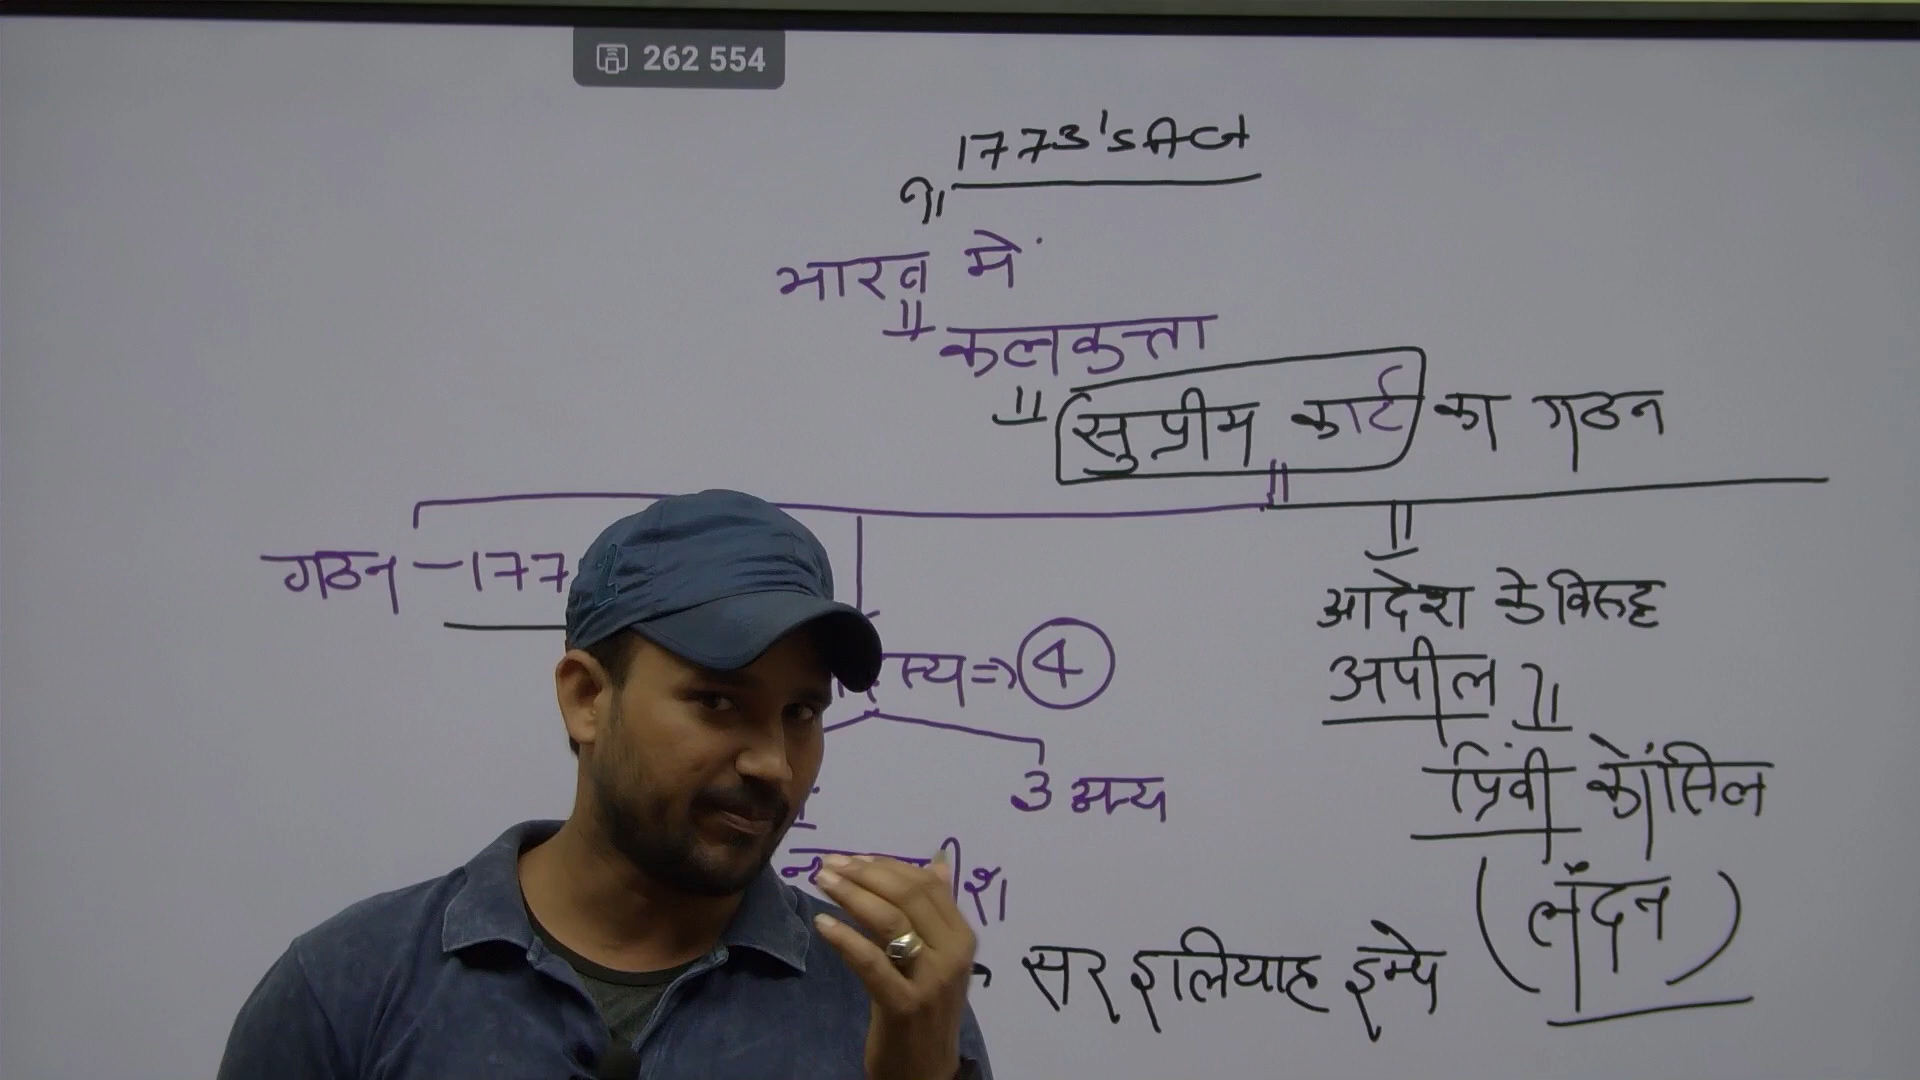 262 554
1773's Act
भारत में
कलकत्ता
सुप्रीम कार्ट का गठन
गठन - 177
आदेश के विरुद्ध
स्य => 4
अपील
3 अन्य
प्रिंवी कोंसिल
(लंदन)
सर इलियाह इम्पे